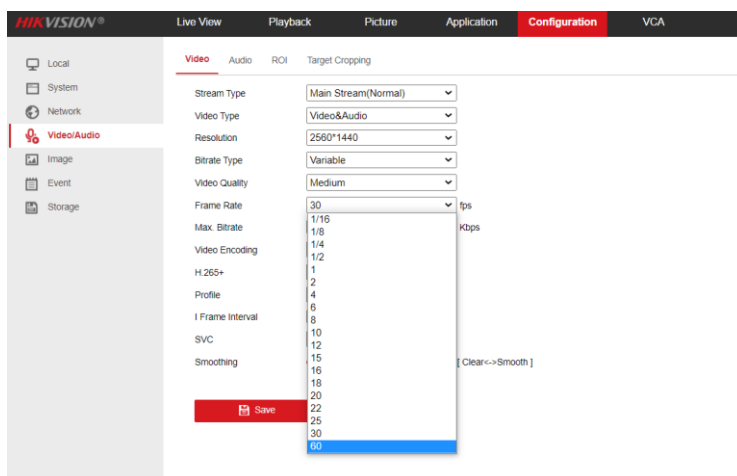 HIKVISION®
Live View Playback Picture Application Configuration VCA
Local
System
Network
Video/Audio
Image
Event
Storage
Video Audio ROI Target Cropping
Stream Type Main Stream(Normal)
Video Type Video&Audio
Resolution 2560*1440
Bitrate Type Variable
Video Quality Medium
Frame Rate 30 fps
Max. Bitrate Kbps
Video Encoding
H.265+
Profile
I Frame Interval
SVC
Smoothing [ Clear<->Smooth ]
1/16
1/8
1/4
1/2
1
2
4
6
8
10
12
15
16
18
20
22
25
30
60
Save